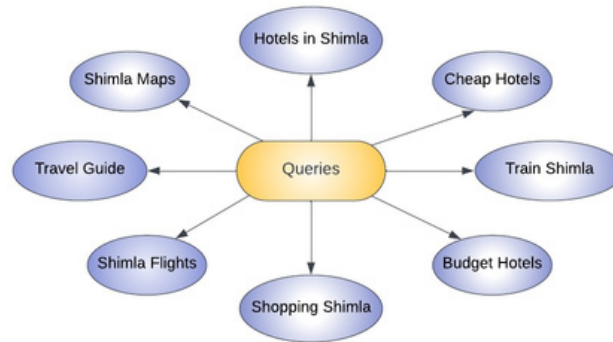 Hotels in Shimla
Shimla Maps
Cheap Hotels
Travel Guide
Queries
Train Shimla
Shimla Flights
Budget Hotels
Shopping Shimla